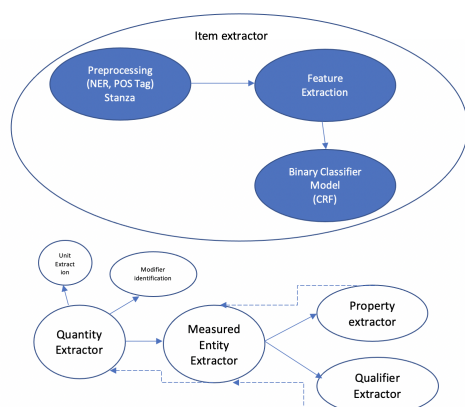 Item extractor
Preprocessing
(NER, POS Tag)
Stanza
Feature
Extraction
Binary Classifier
Model
(CRF)
Unit
Extract
ion
Modifier
identification
Quantity
Extractor
Measured
Entity
Extractor
Property
extractor
Qualifier
Extractor